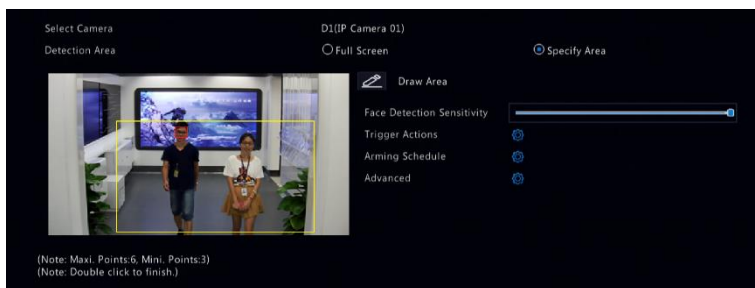 Select Camera D1(IP Camera 01)
Detection Area Full Screen Specify Area
Draw Area
Face Detection Sensitivity
Trigger Actions
Arming Schedule
Advanced
(Note: Maxi. Points:6, Mini. Points:3)
(Note: Double click to finish.)